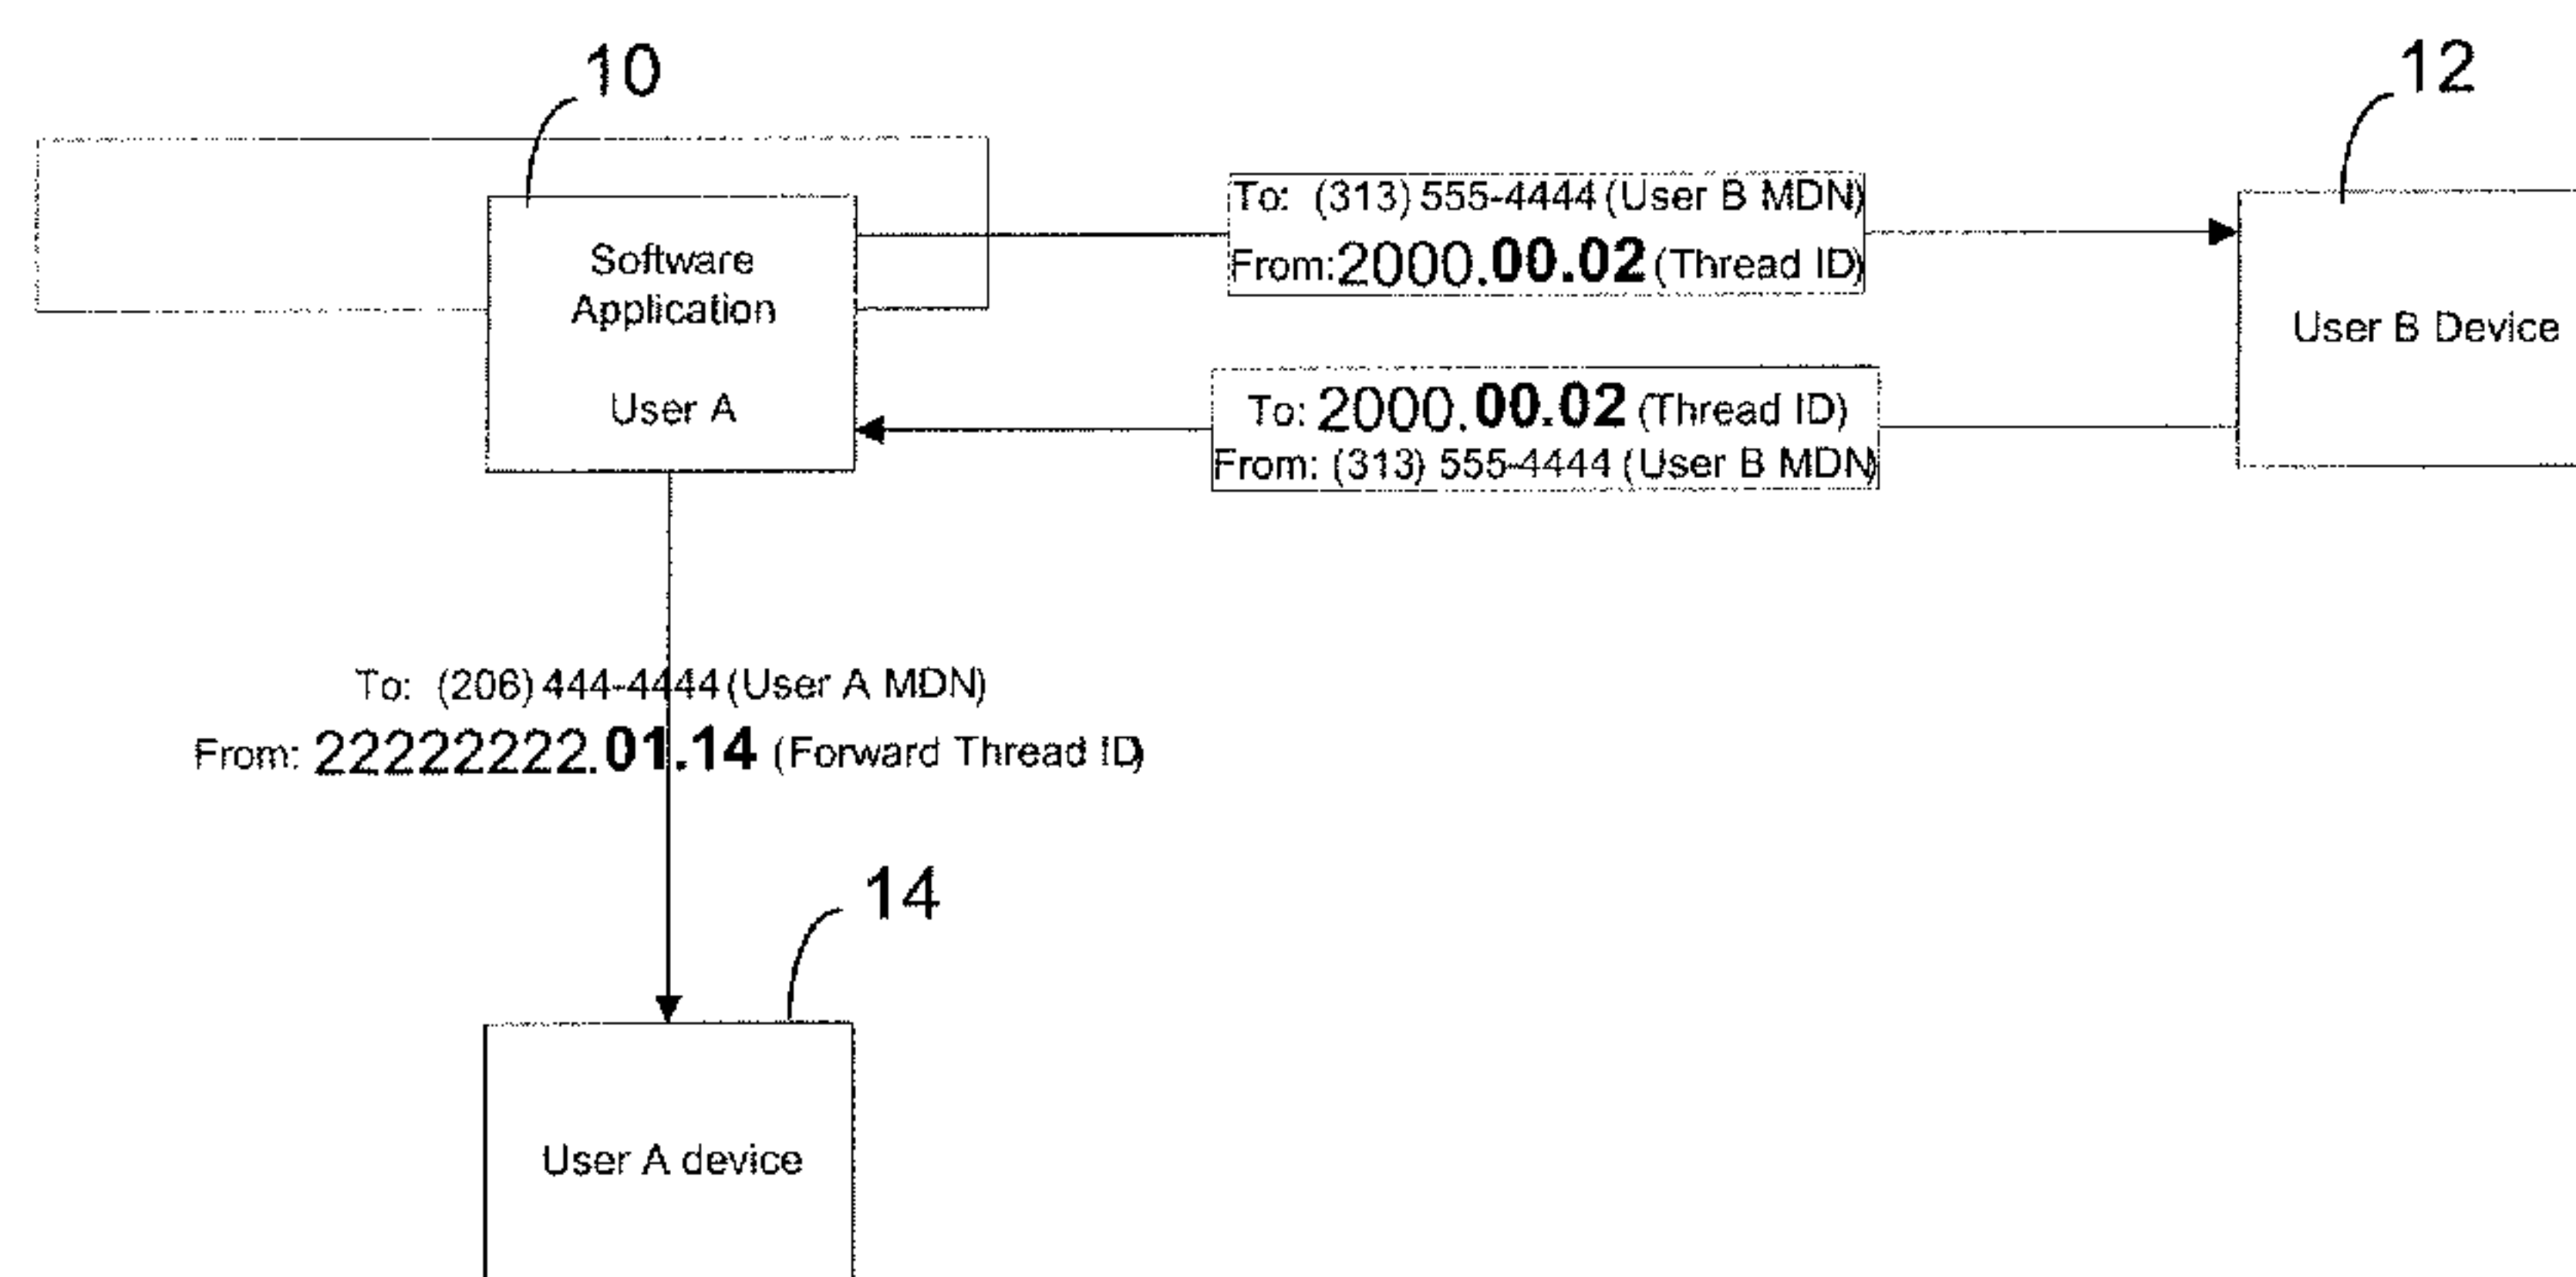 10
12
To: (313) 555-4444 (User B MDN)
From: 2000.00.02 (Thread ID)
Software
Application
User A
User B Device
To: 2000.00.02 (Thread ID)
From: (313) 555-4444 (User B MDN)
To: (206) 444-4444 (User A MDN)
From: 22222222.01.14 (Forward Thread ID)
14
User A device